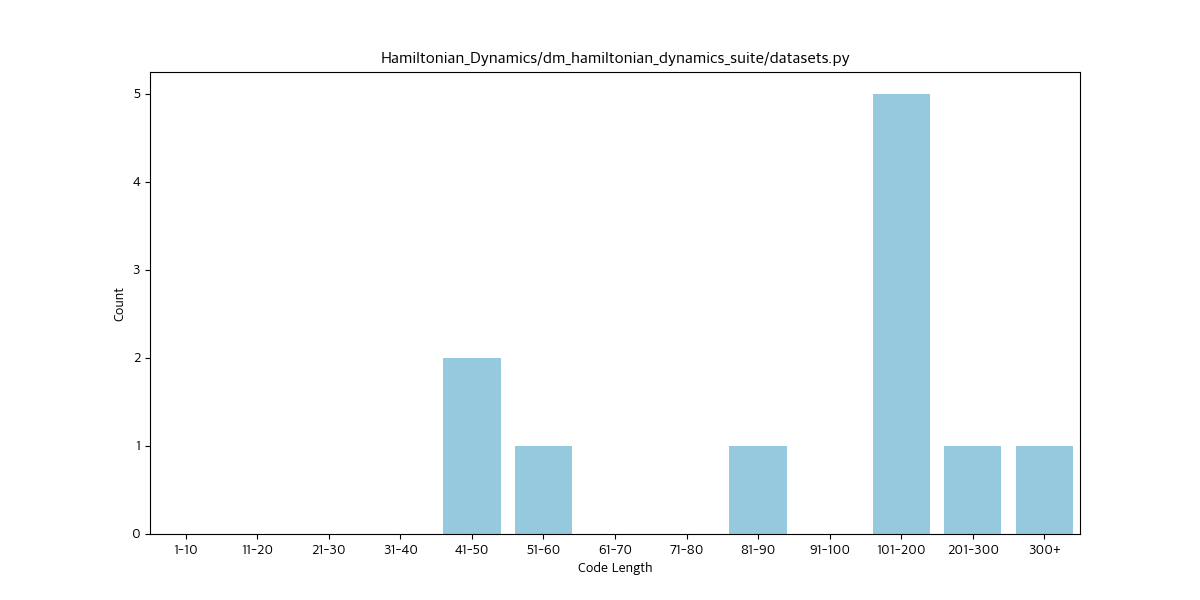 Hamiltonian_Dynamics/dm_hamiltonian_dynamics_suite/datasets.py
5
4
3
2
1
0
Count
1-10 11-20 21-30 31-40 41-50 51-60 61-70 71-80 81-90 91-100 101-200 201-300 300+
Code Length